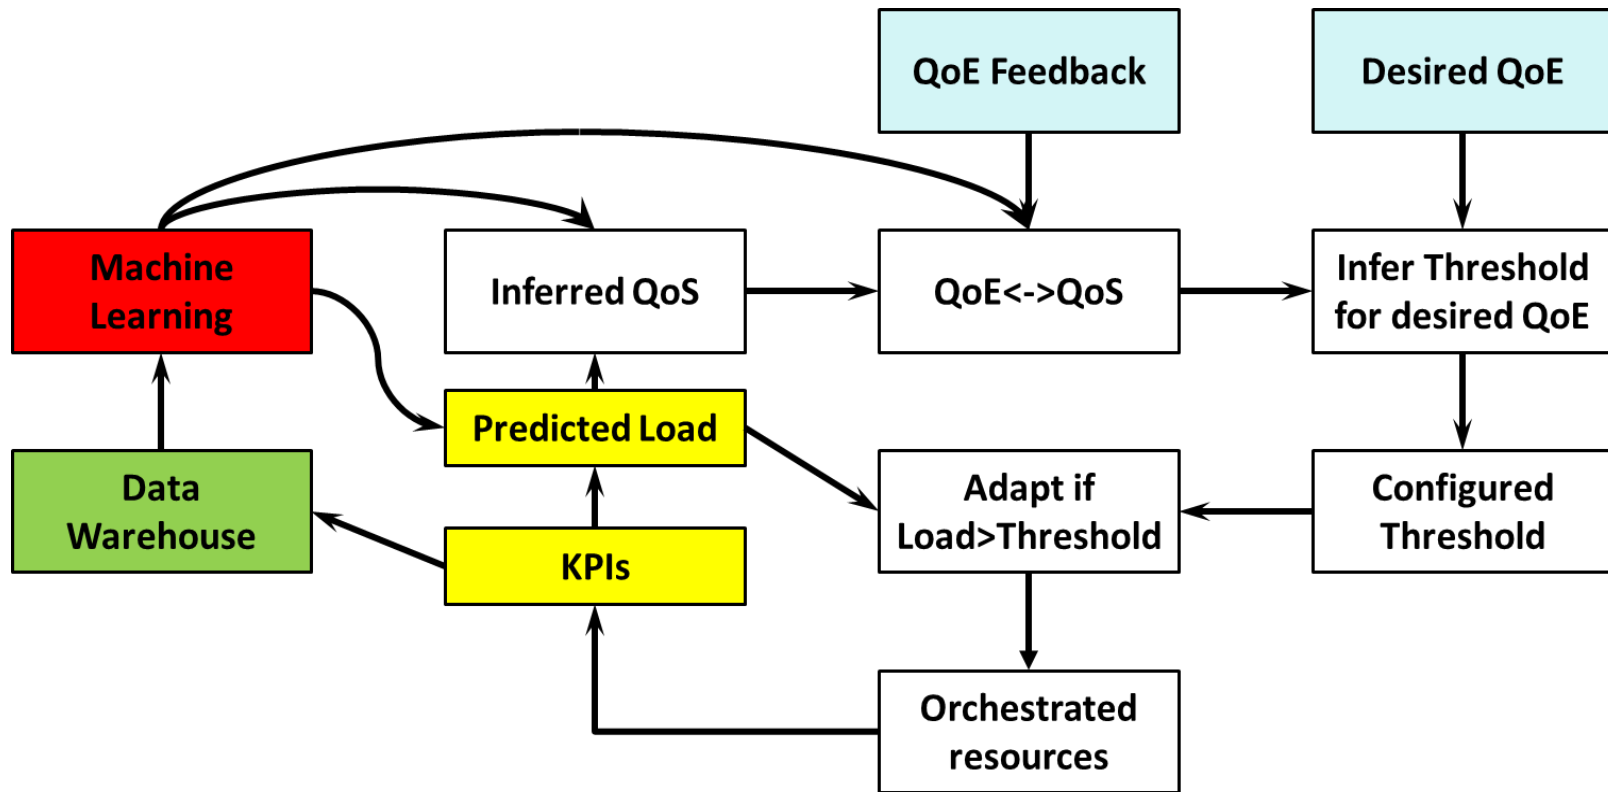 QoE Feedback
Desired QoE
Machine
Learning
Inferred QoS
QoE<->QoS
Infer Threshold
for desired QoE
Predicted Load
Data
Warehouse
KPIs
Adapt if
Load>Threshold
Configured
Threshold
Orchestrated
resources